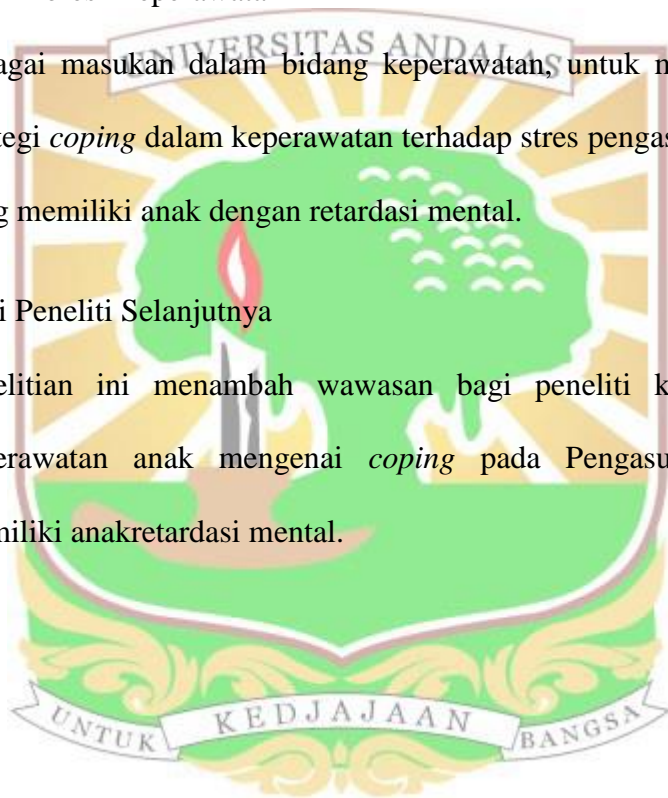 UNIVERSITAS ANDALAS
agai masukan dalam bidang keperawatan, untuk
tegi coping dalam keperawatan terhadap stres pengas
g memiliki anak dengan retardasi mental.
i Peneliti Selanjutnya
elitian ini menambah wawasan bagi peneliti k
erawatan anak mengenai coping pada Pengasu
miliki anakretardasi mental.
UNTUK KEDJAJAAN BANGSA